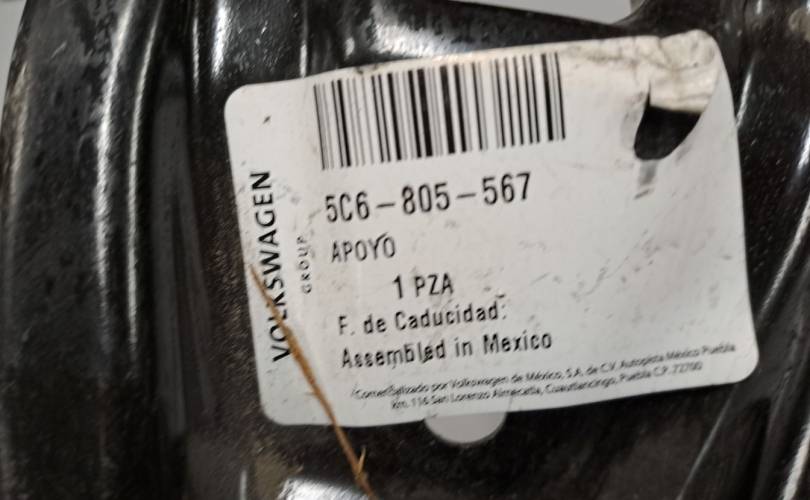 VOLKSWAGEN
GROUP
5C6-805-567
APOYO
1 PZA
F. de Caducidad:
Assembled in Mexico
Comercializado por Volkswagen de México, S.A. de C.V. Autopista México Puebla
km. 116 San Lorenzo Almecatla, Cuautlancingo, Puebla C.P. 72700